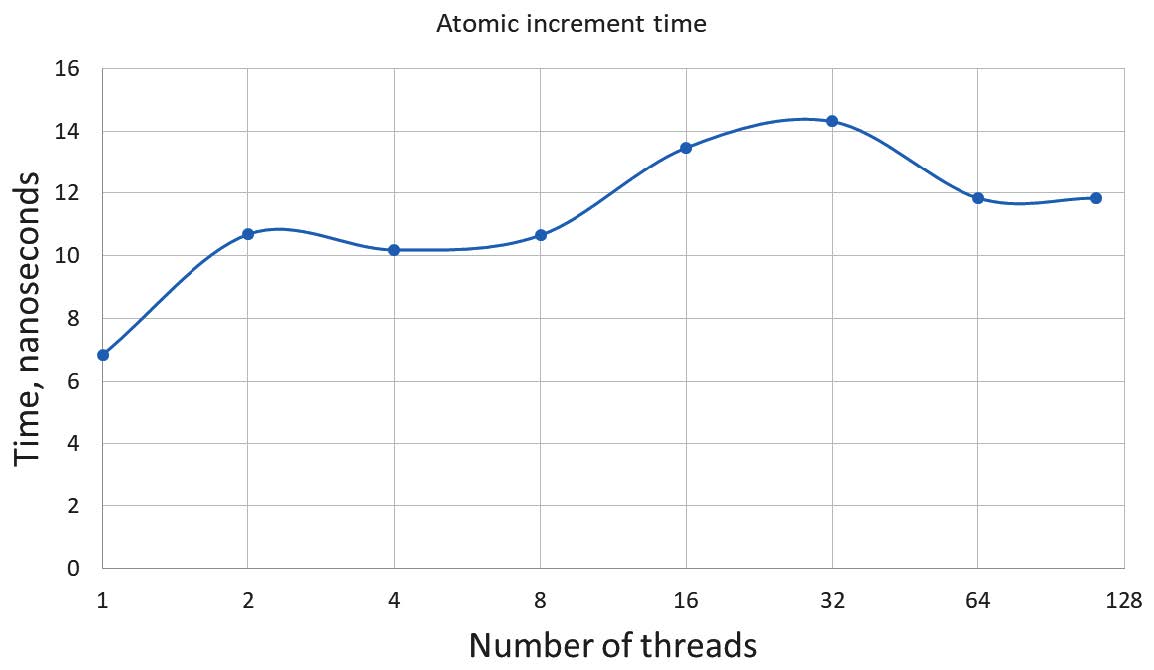 Atomic increment time
16
14
12
10
8
6
4
2
0
Time, nanoseconds
1 2 4 8 16 32 64 128
Number of threads